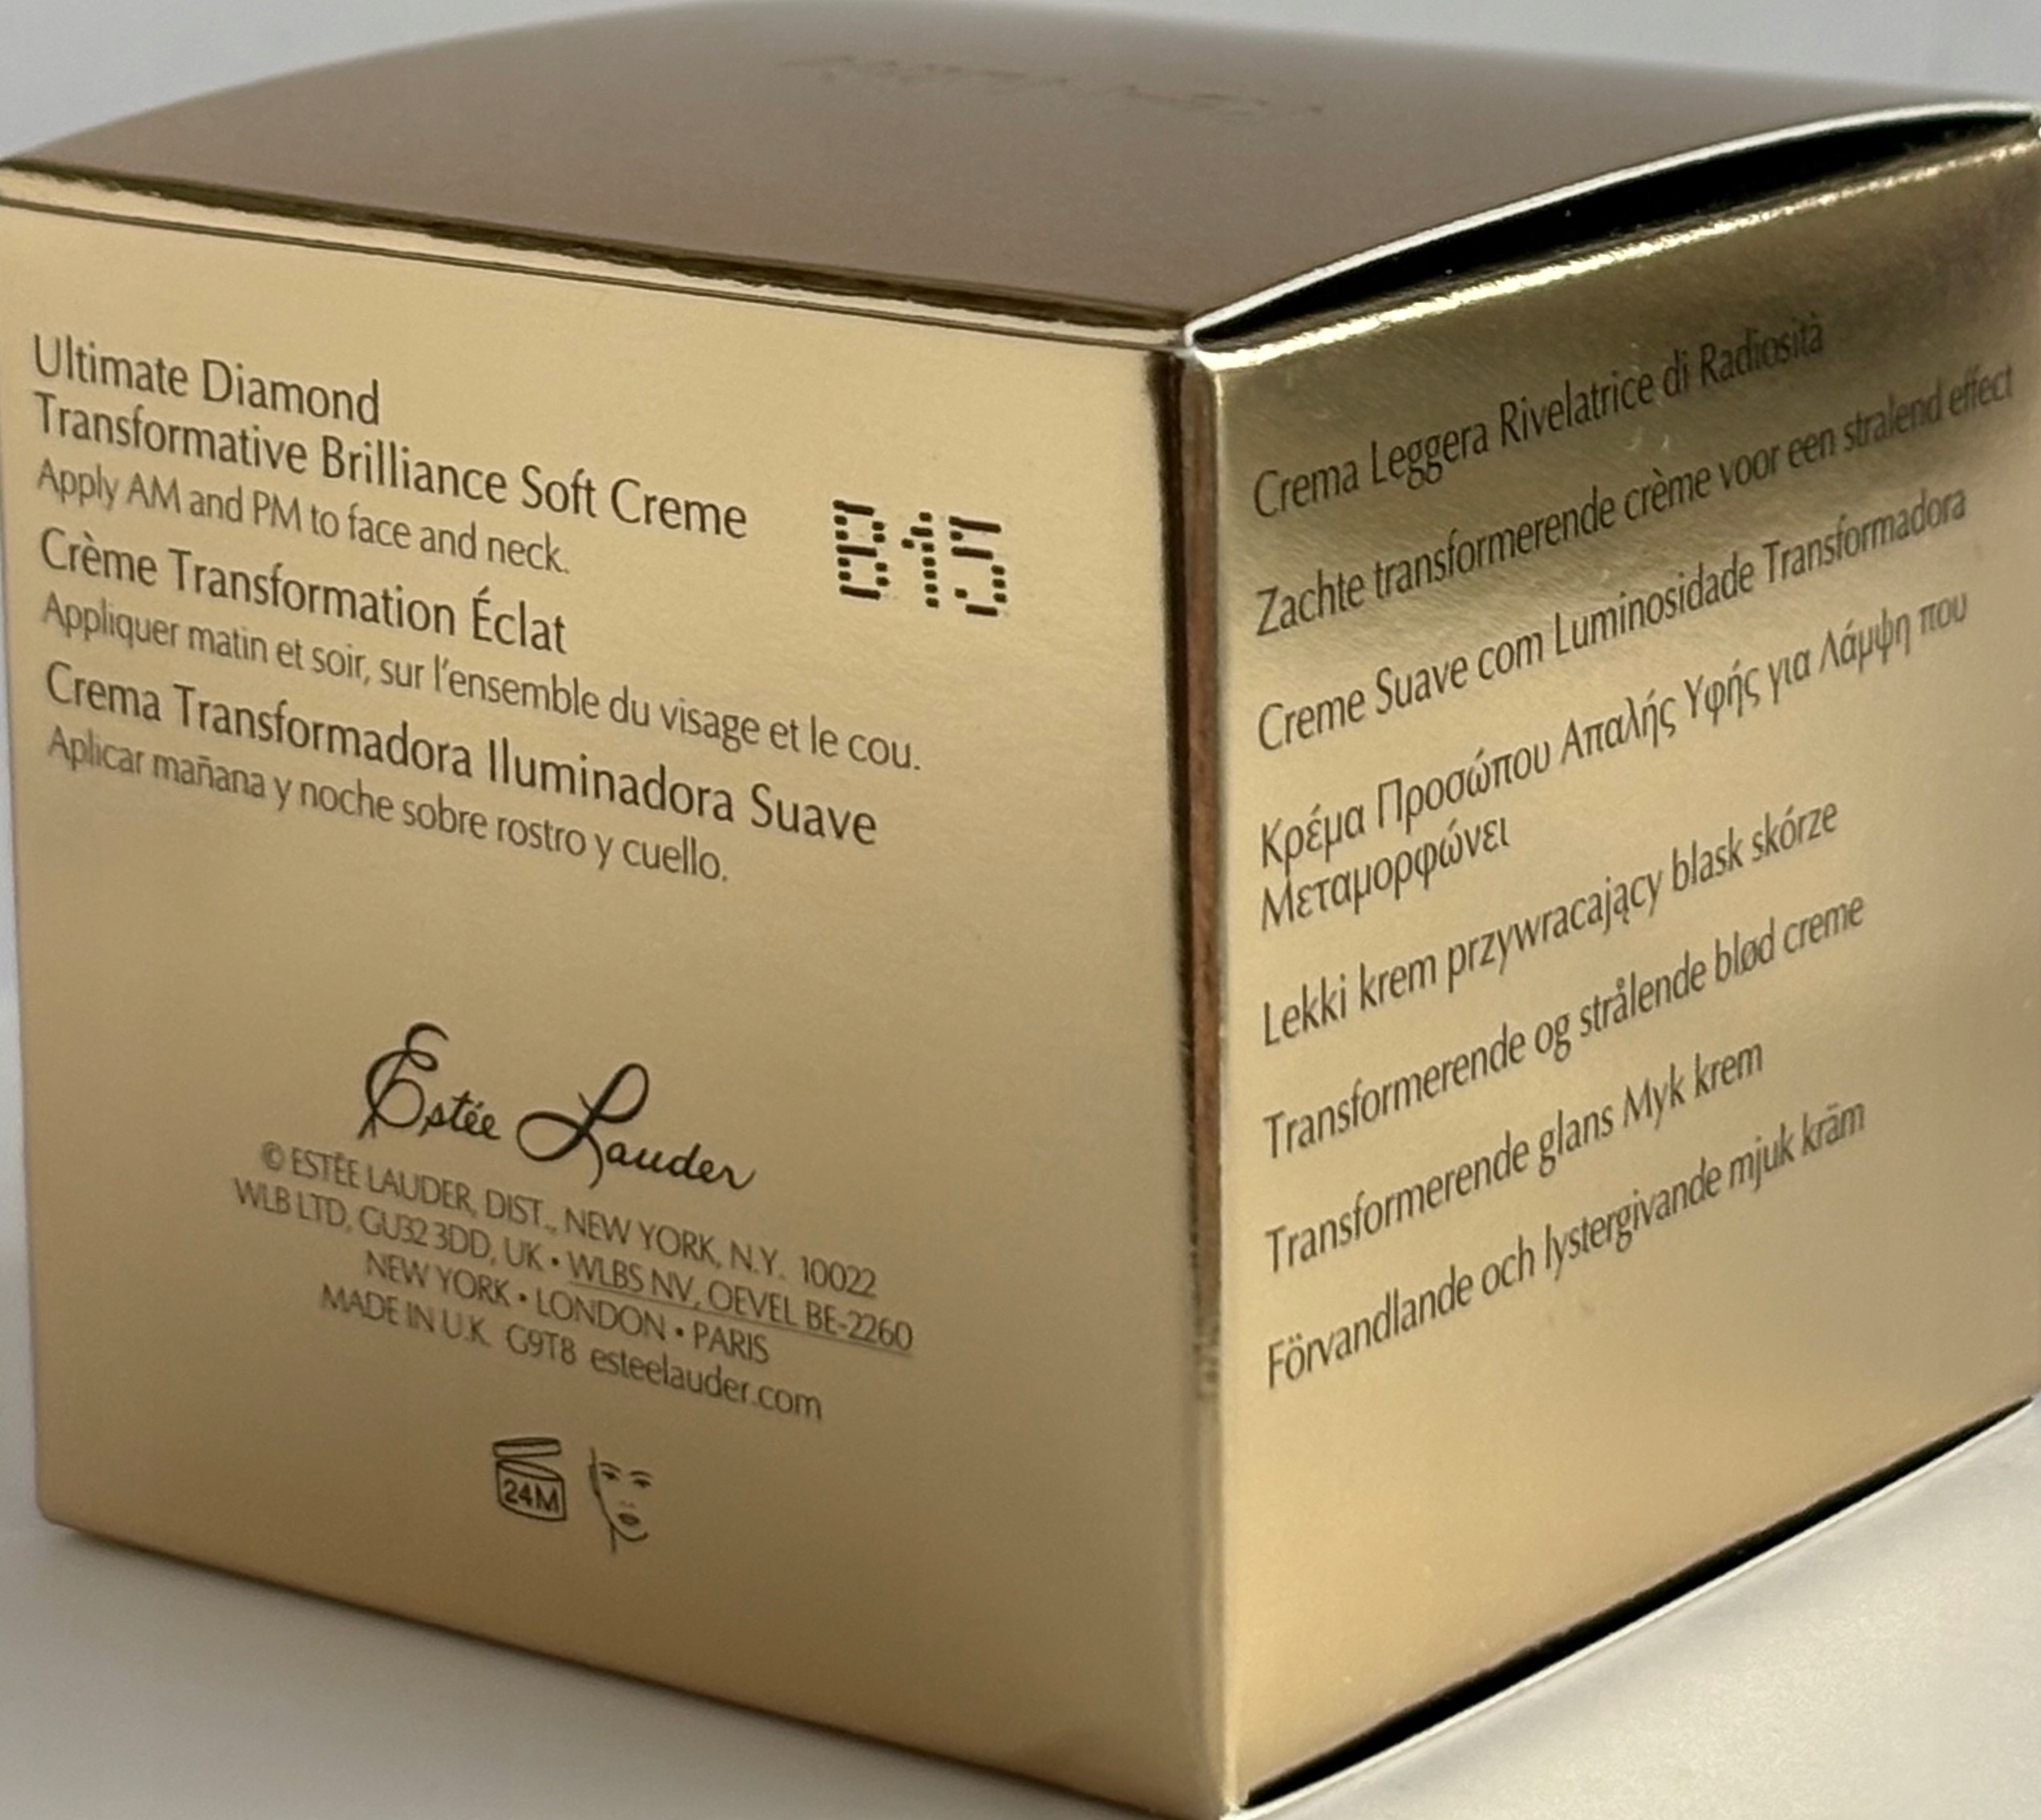 Ultimate Diamond
Transformative Brilliance Soft Creme
Apply AM and PM to face and neck.
Crème Transformation Éclat
Appliquer matin et soir, sur l'ensemble du visage et le cou.
Crema Transformadora Iluminadora Suave
Aplicar mañana y noche sobre rostro y cuello.
B15
Estée Lauder
© ESTÉE LAUDER, DIST., NEW YORK, N.Y. 10022
WLB LTD, GU32 3DD, UK • WLBS NV, OEVEL BE-2260
NEW YORK • LONDON • PARIS
MADE IN U.K. G9T8 esteelauder.com
24M
Crema Leggera Rivelatrice di Radiosità
Zachte transformerende crème voor een stralend effect
Creme Suave com Luminosidade Transformadora
Κρέμα Προσώπου Απαλής Υφής για Λάμψη που
Μεταμορφώνει
Lekki krem przywracający blask skórze
Transformerende og strålende blød creme
Transformerende glans Myk krem
Förvandlande och lystergivande mjuk kräm